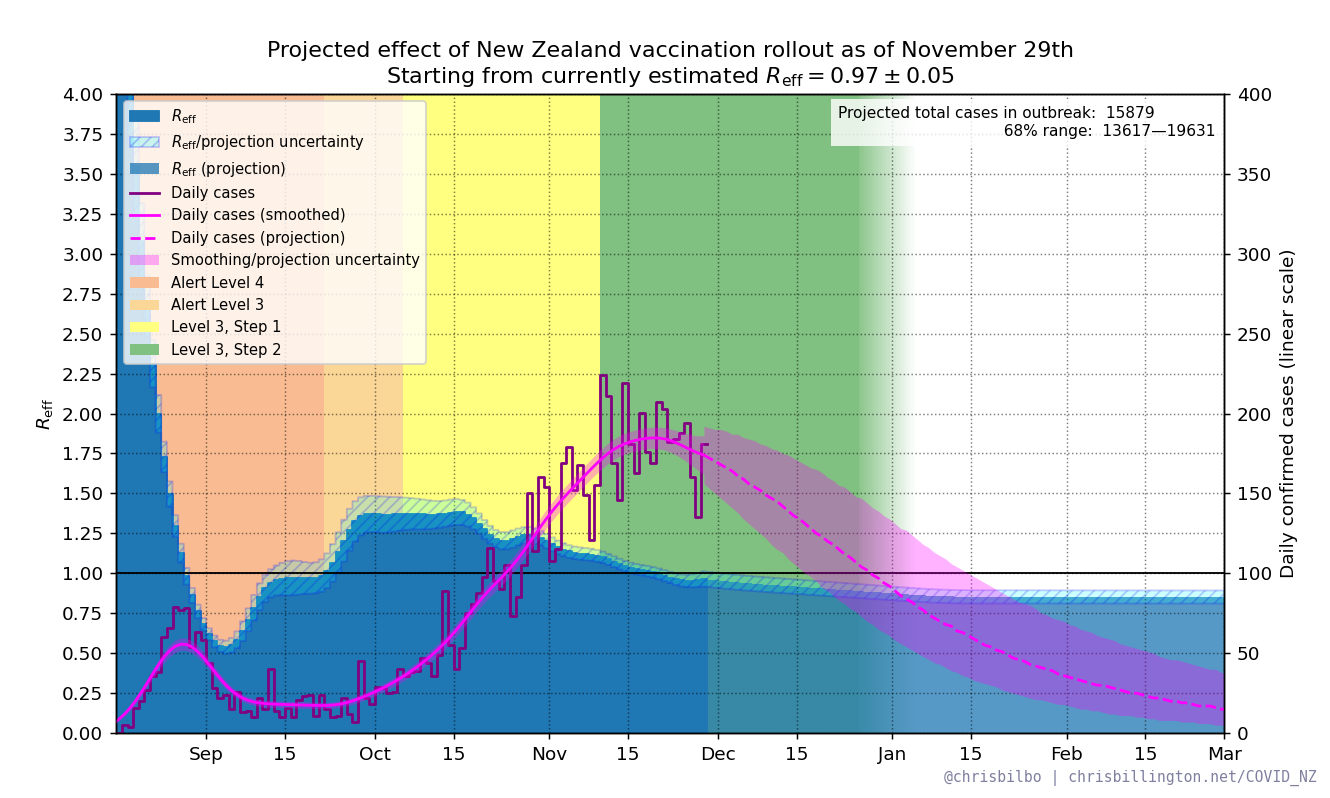 Projected effect of New Zealand vaccination rollout as of November 29th
Starting from currently estimated Reff = 0.97 ± 0.05
Projected total cases in outbreak: 15879
68% range: 13617—19631
Reff
Reff/projection uncertainty
Reff (projection)
Daily cases
Daily cases (smoothed)
Daily cases (projection)
Smoothing/projection uncertainty
Alert Level 4
Alert Level 3
Level 3, Step 1
Level 3, Step 2
4.00
3.75
3.50
3.25
3.00
2.75
2.50
2.25
2.00
1.75
1.50
1.25
1.00
0.75
0.50
0.25
0.00
Reff
400
350
300
250
200
150
100
50
0
Daily confirmed cases (linear scale)
Sep 15 Oct 15 Nov 15 Dec 15 Jan 15 Feb 15 Mar
@chrisbilbo | chrisbillington.net/COVID_NZ